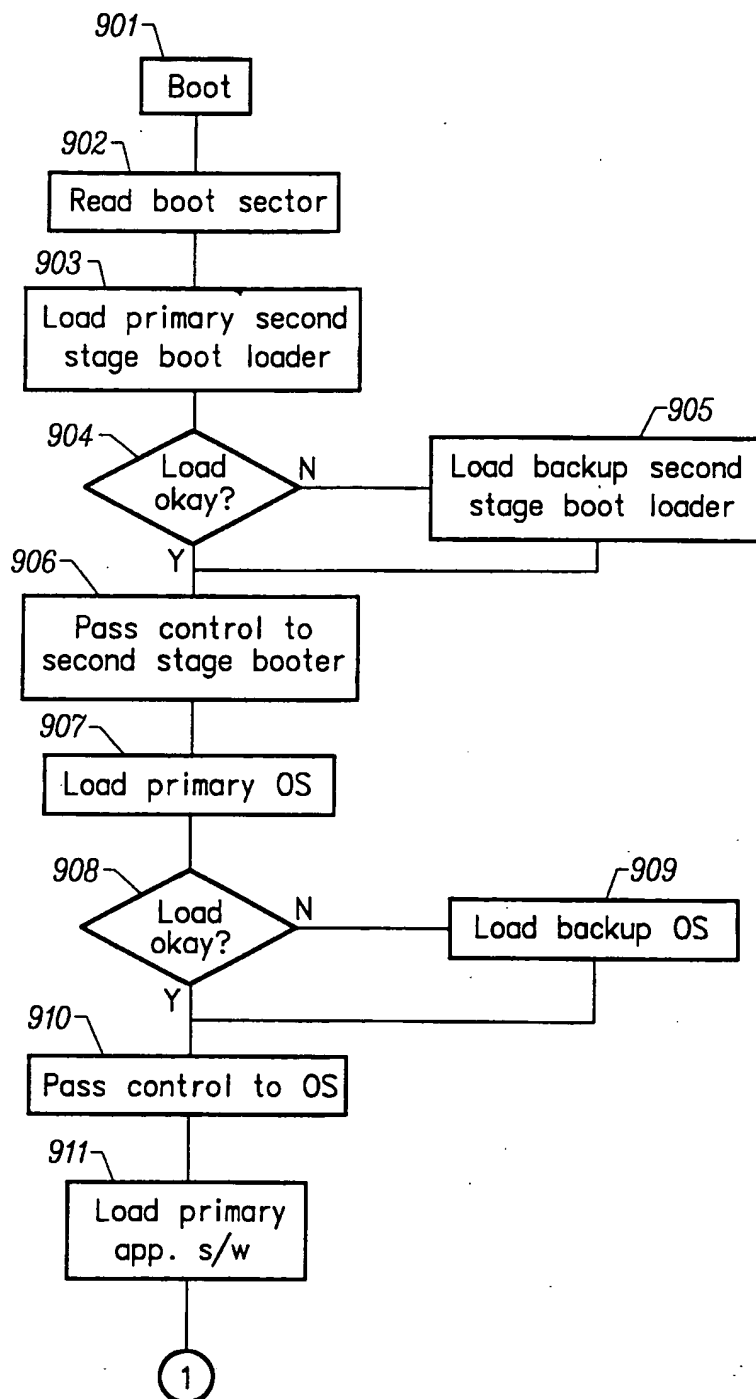 901
Boot
902
Read boot sector
903
Load primary second
stage boot loader
904
Load
okay?
N
905
Load backup second
stage boot loader
Y
906
Pass control to
second stage booter
907
Load primary OS
908
Load
okay?
N
909
Load backup OS
Y
910
Pass control to OS
911
Load primary
app. s/w
1